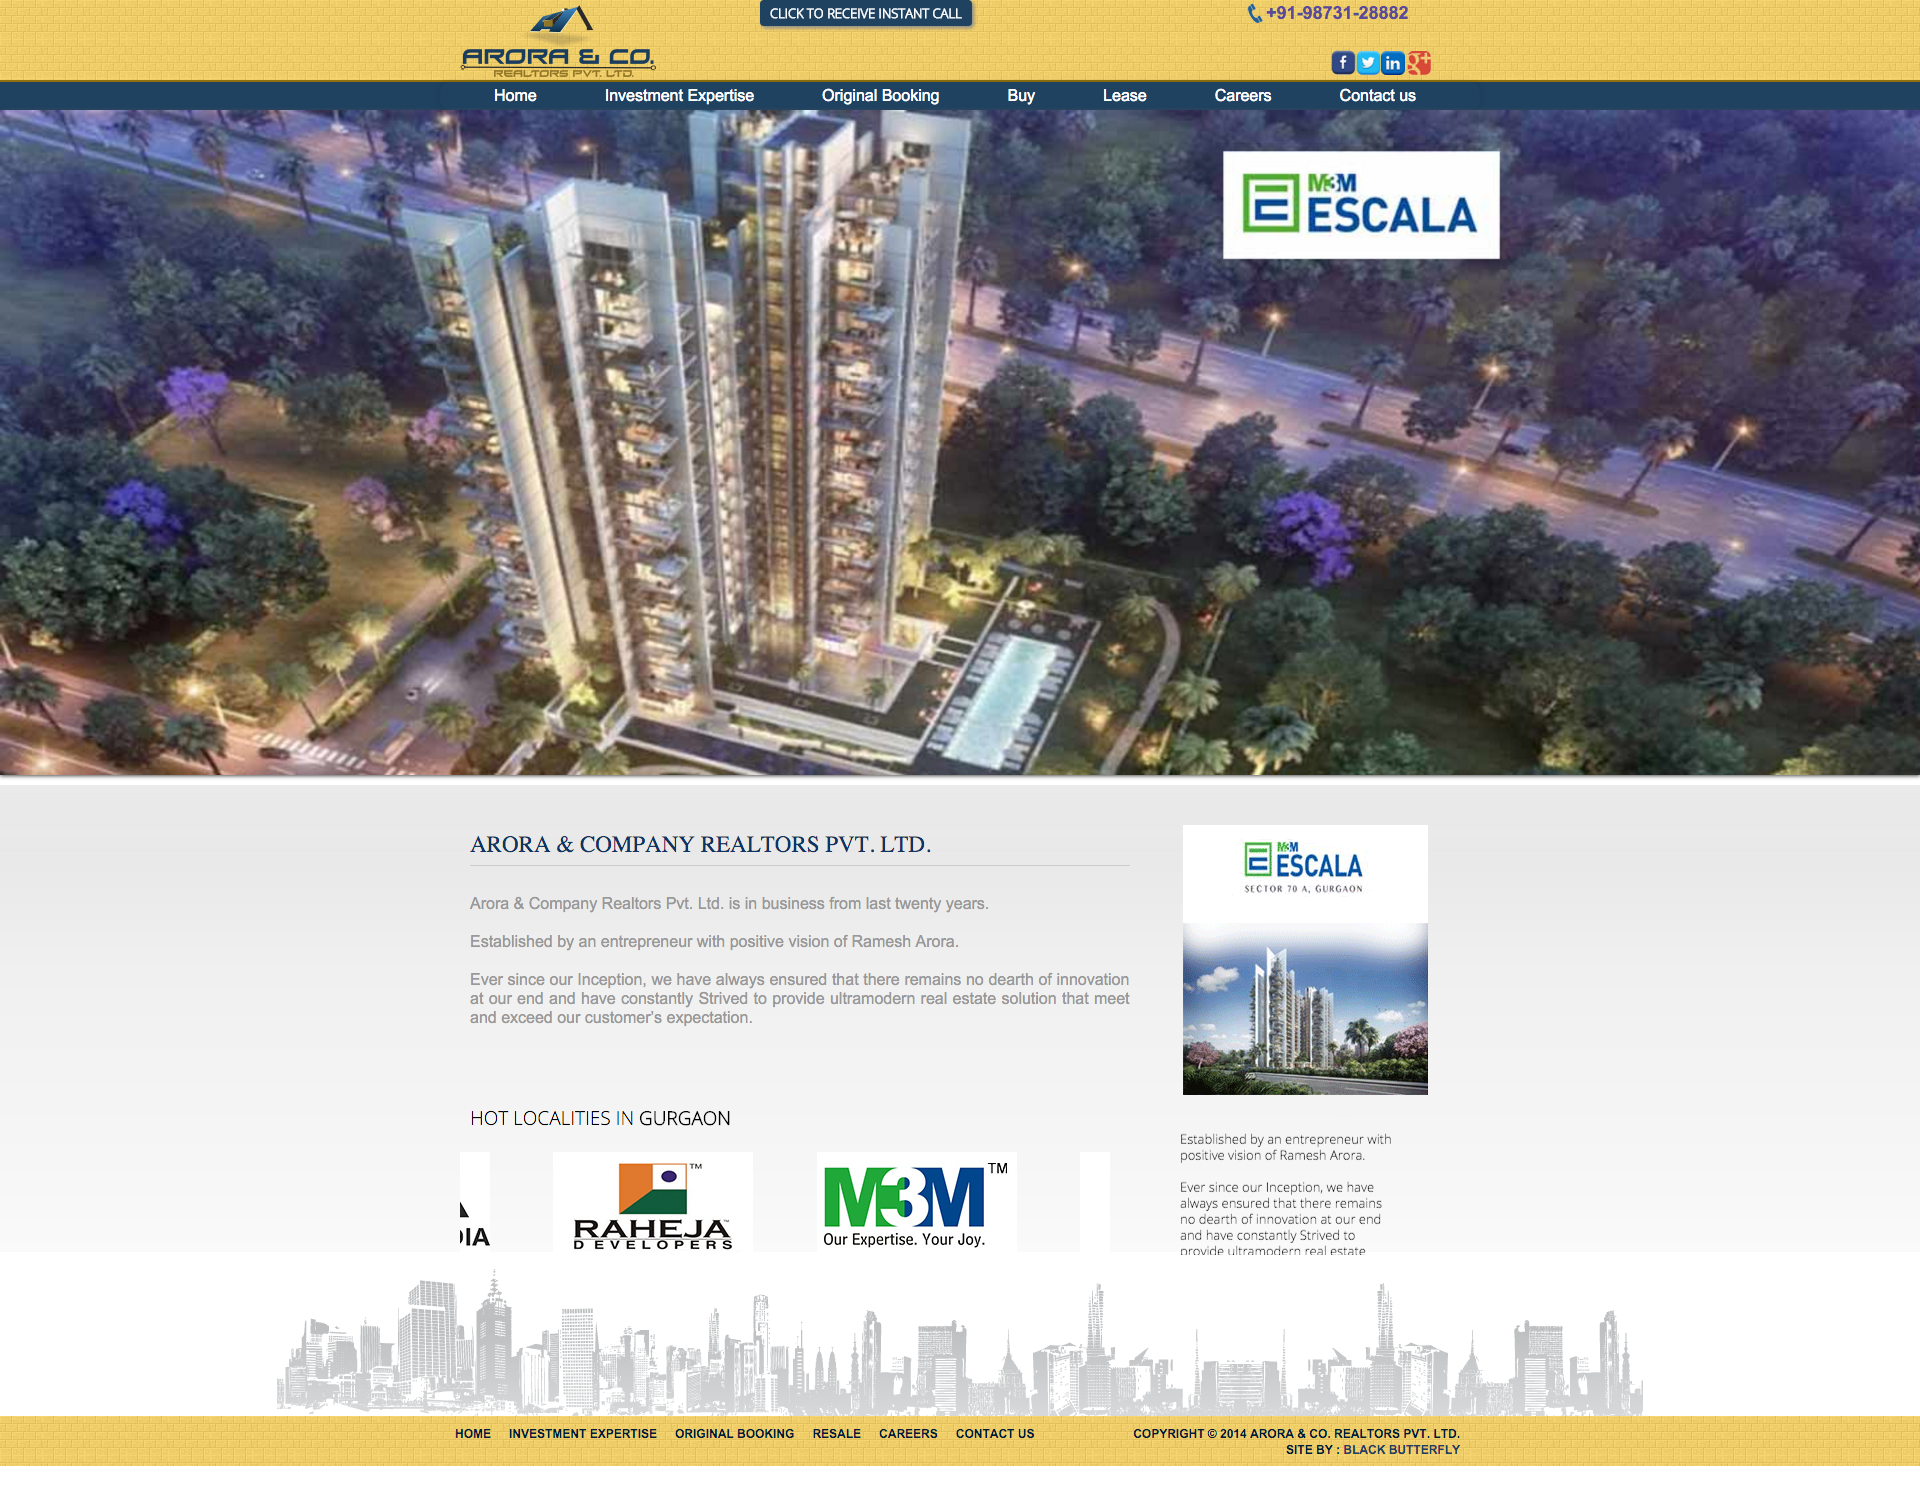 CLICK TO RECEIVE INSTANT CALL
+91-98731-28882
ARORA & CO.
REALTORS PVT. LTD.
Home Investment Expertise Original Booking Buy Lease Careers Contact us
M3M
ESCALA
ARORA & COMPANY REALTORS PVT. LTD.
Arora & Company Realtors Pvt. Ltd. is in business from last twenty years.
Established by an entrepreneur with positive vision of Ramesh Arora.
Ever since our Inception, we have always ensured that there remains no dearth of innovation
at our end and have constantly Strived to provide ultramodern real estate solution that meet
and exceed our customer’s expectation.
M3M
ESCALA
SECTOR 70 A, GURGAON
HOT LOCALITIES IN GURGAON
DIA
RAHEJA™
DEVELOPERS
M3M™
Our Expertise. Your Joy.
Established by an entrepreneur with
positive vision of Ramesh Arora.
Ever since our Inception, we have
always ensured that there remains
no dearth of innovation at our end
and have constantly Strived to
provide ultramodern real estate
HOME INVESTMENT EXPERTISE ORIGINAL BOOKING RESALE CAREERS CONTACT US
COPYRIGHT © 2014 ARORA & CO. REALTORS PVT. LTD.
SITE BY : BLACK BUTTERFLY